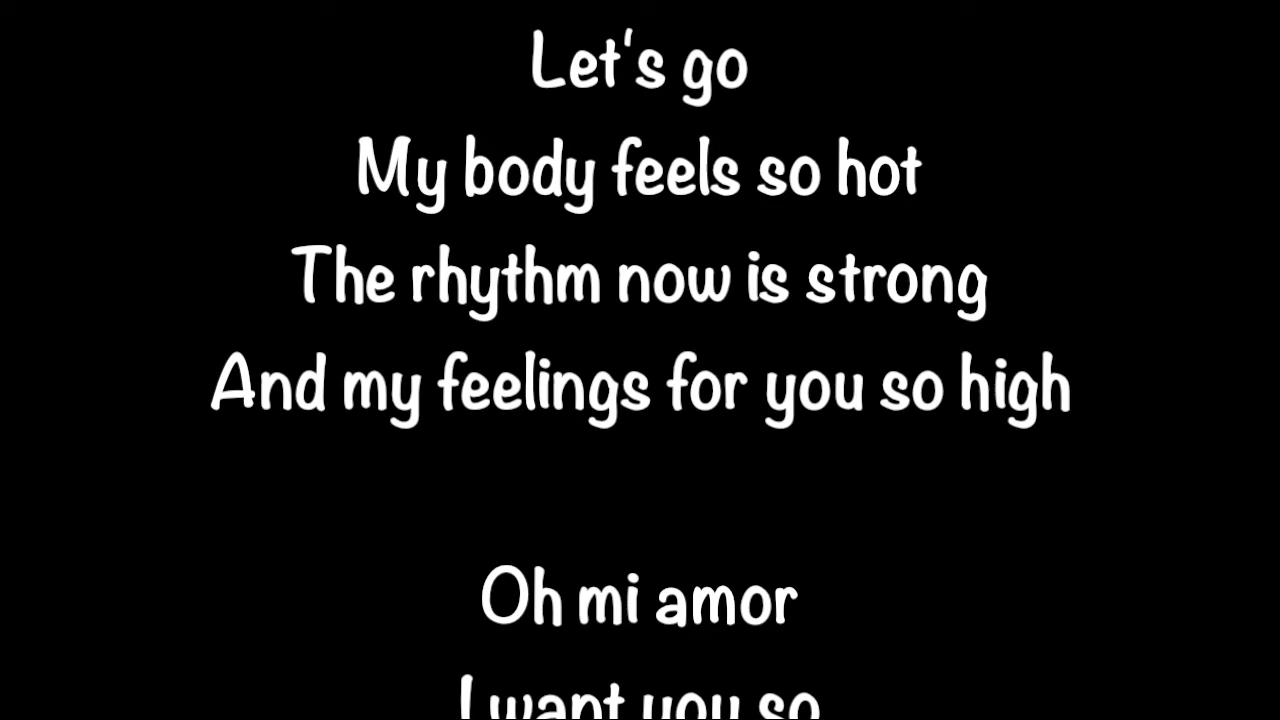 Let's go
My body feels so hot
The rhythm now is strong
And my feelings for you so high
Oh mi amor
I want you so